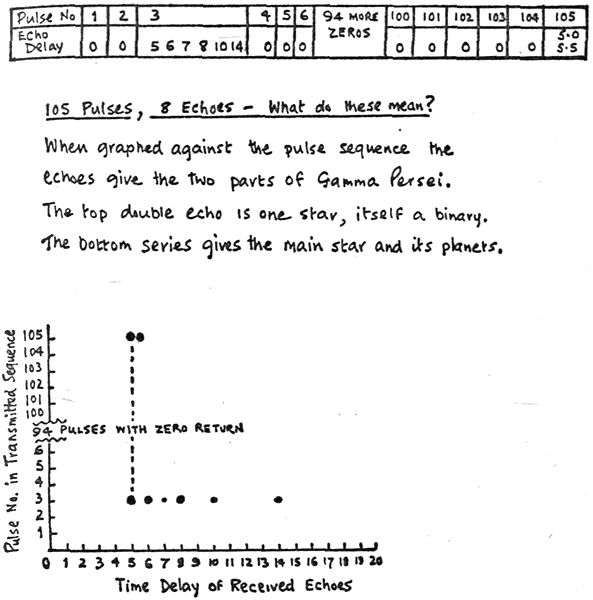 Pulse No 1 2 3 4 5 6 94 MORE ZEROS 100 101 102 103 104 105
Echo Delay 0 0 5 6 7 8 10 14 0 0 0 0 0 0 0 0 5.0 5.5
105 Pulses, 8 Echoes - What do these mean?
When graphed against the pulse sequence the
echoes give the two parts of Gamma Persei.
The top double echo is one star, itself a binary.
The bottom series gives the main star and its planets.
Pulse No. in Transmitted Sequence
105
104
103
102
101
100
94 PULSES WITH ZERO RETURN
6
5
4
3
2
1
0 1 2 3 4 5 6 7 8 9 10 11 12 13 14 15 16 17 18 19 20
Time Delay of Received Echoes